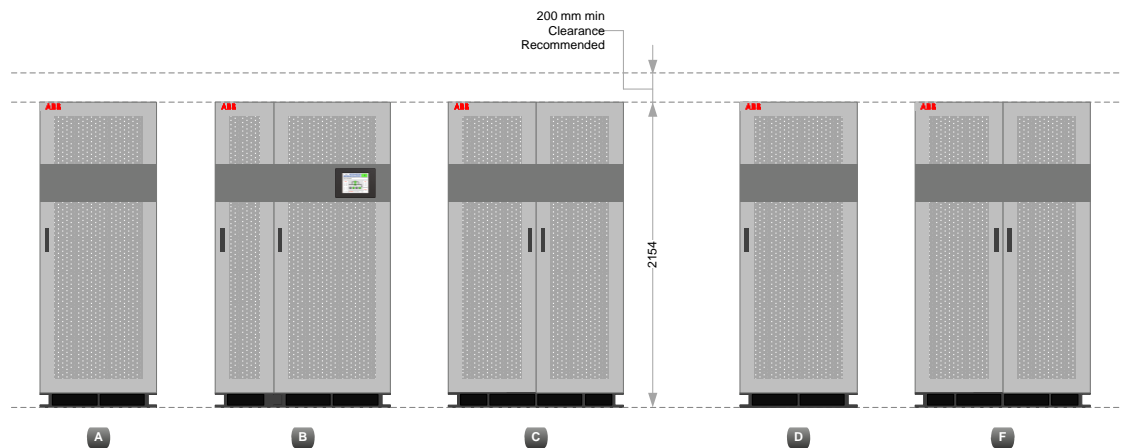 200 mm min
Clearance
Recommended
ABB
ABB
ABB
ABB
ABB
2154
A
B
C
D
F